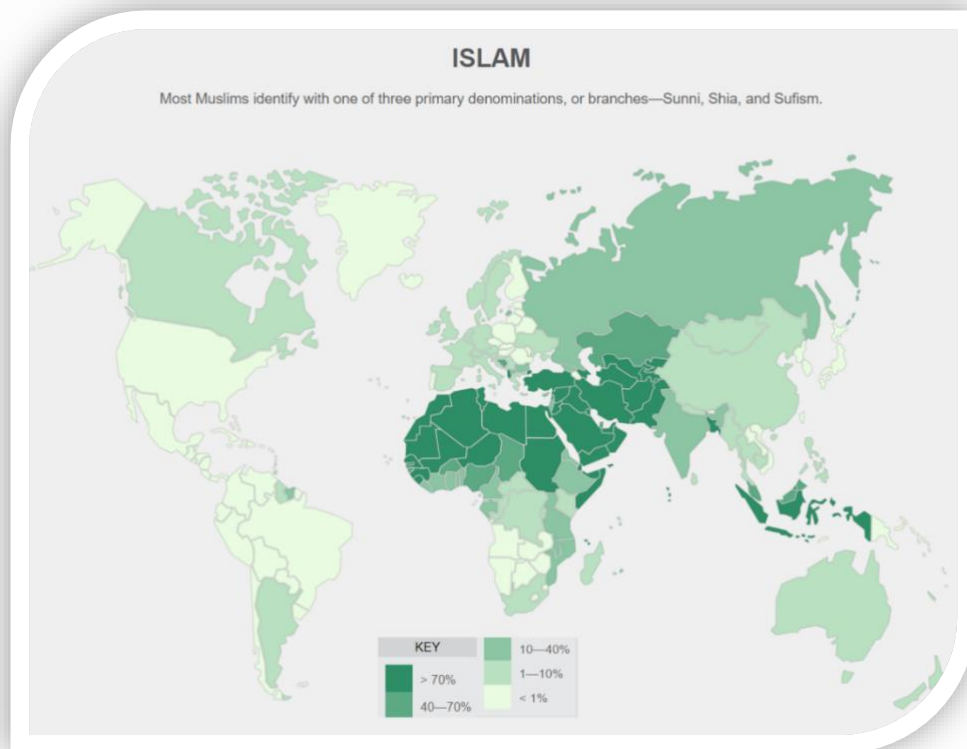 ISLAM
Most Muslims identify with one of three primary denominations, or branches—Sunni, Shia, and Sufism.
KEY
> 70%
40—70%
10—40%
1—10%
< 1%